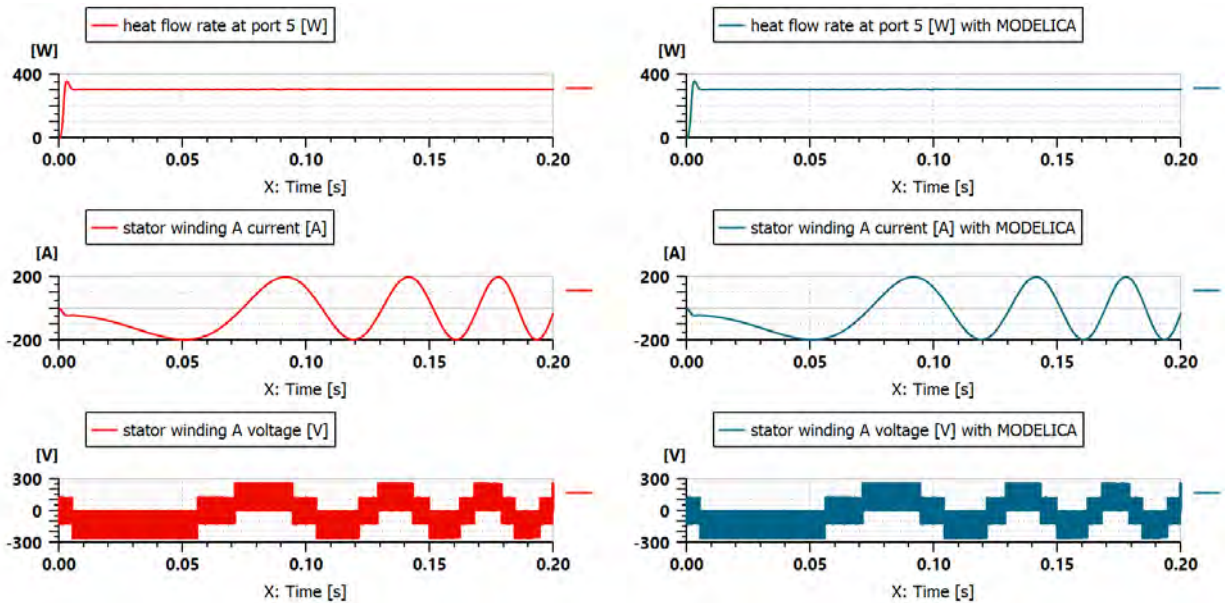 heat flow rate at port 5 [W]
[W]
400
0
0.00 0.05 0.10 0.15 0.20
X: Time [s]
heat flow rate at port 5 [W] with MODELICA
[W]
400
0
0.00 0.05 0.10 0.15 0.20
X: Time [s]
stator winding A current [A]
[A]
200
-200
0.00 0.05 0.10 0.15 0.20
X: Time [s]
stator winding A current [A] with MODELICA
[A]
200
-200
0.00 0.05 0.10 0.15 0.20
X: Time [s]
stator winding A voltage [V]
[V]
300
0
-300
0.00 0.05 0.10 0.15 0.20
X: Time [s]
stator winding A voltage [V] with MODELICA
[V]
300
0
-300
0.00 0.05 0.10 0.15 0.20
X: Time [s]